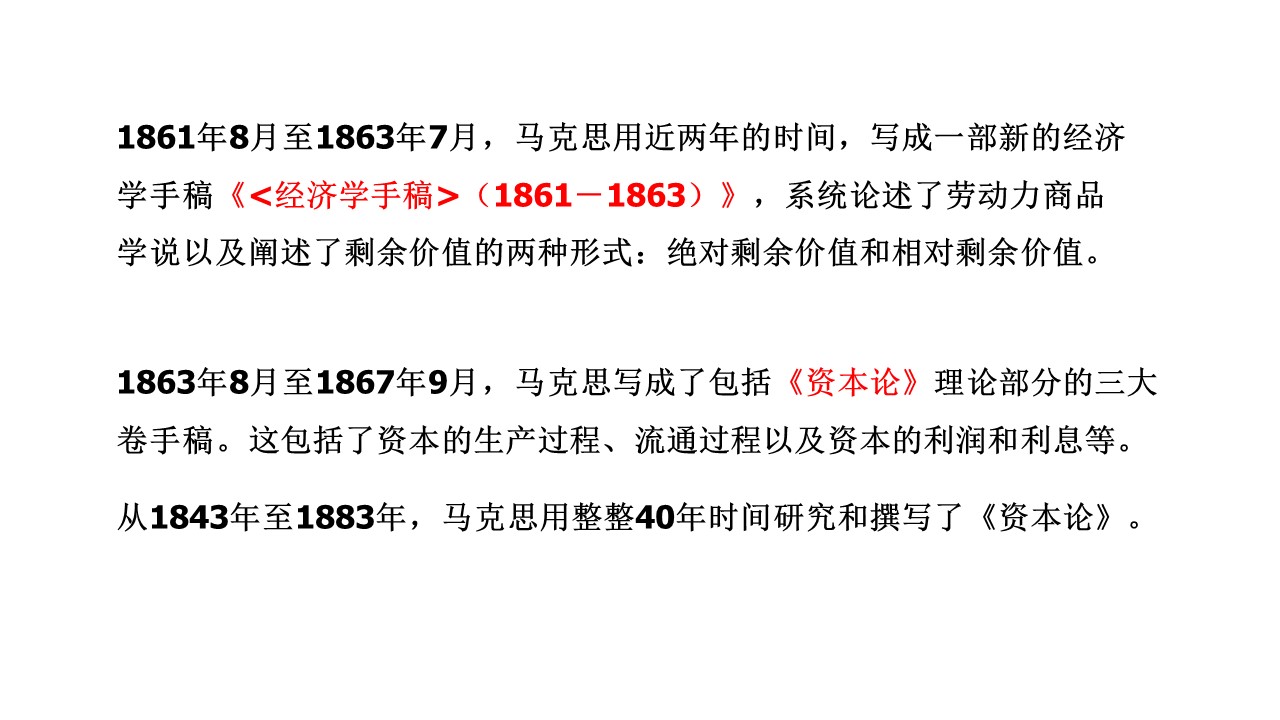 1861年8月至1863年7月，马克思用近两年的时间，写成一部新的经济
学手稿《<经济学手稿>（1861－1863）》，系统论述了劳动力商品
学说以及阐述了剩余价值的两种形式：绝对剩余价值和相对剩余价值。
1863年8月至1867年9月，马克思写成了包括《资本论》理论部分的三大
卷手稿。这包括了资本的生产过程、流通过程以及资本的利润和利息等。
从1843年至1883年，马克思用整整40年时间研究和撰写了《资本论》。